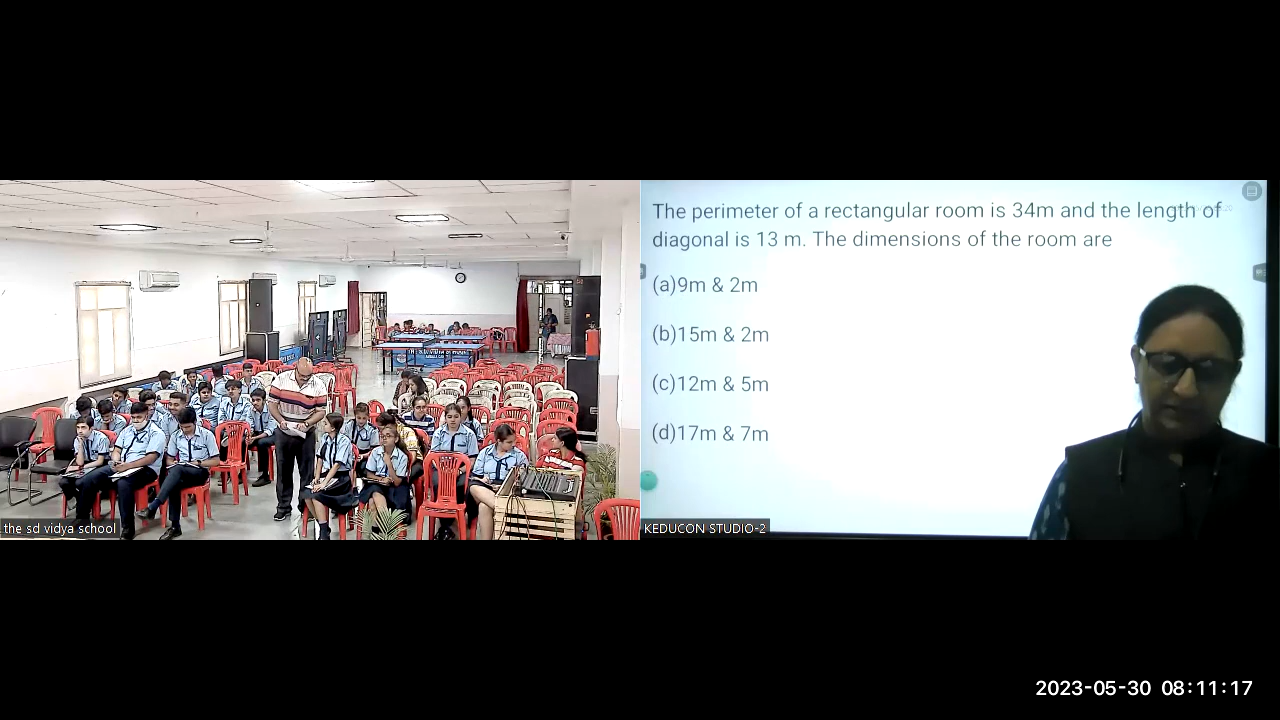 The perimeter of a rectangular room is 34m and the length of
diagonal is 13 m. The dimensions of the room are
(a)9m & 2m
(b)15m & 2m
(c)12m & 5m
(d)17m & 7m
the sd vidya school
KEDUCON STUDIO-2
2023-05-30 08:11:17